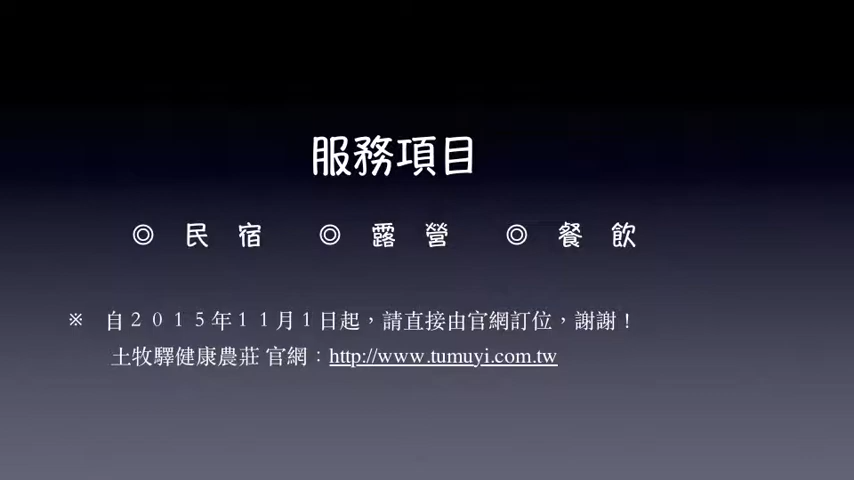 服務項目
◎ 民 宿 ◎ 露 營 ◎ 餐 飲
※ 自２０１５年１１月１日起，請直接由官網訂位，謝謝！
土牧驛健康農莊 官網：http://www.tumuyi.com.tw